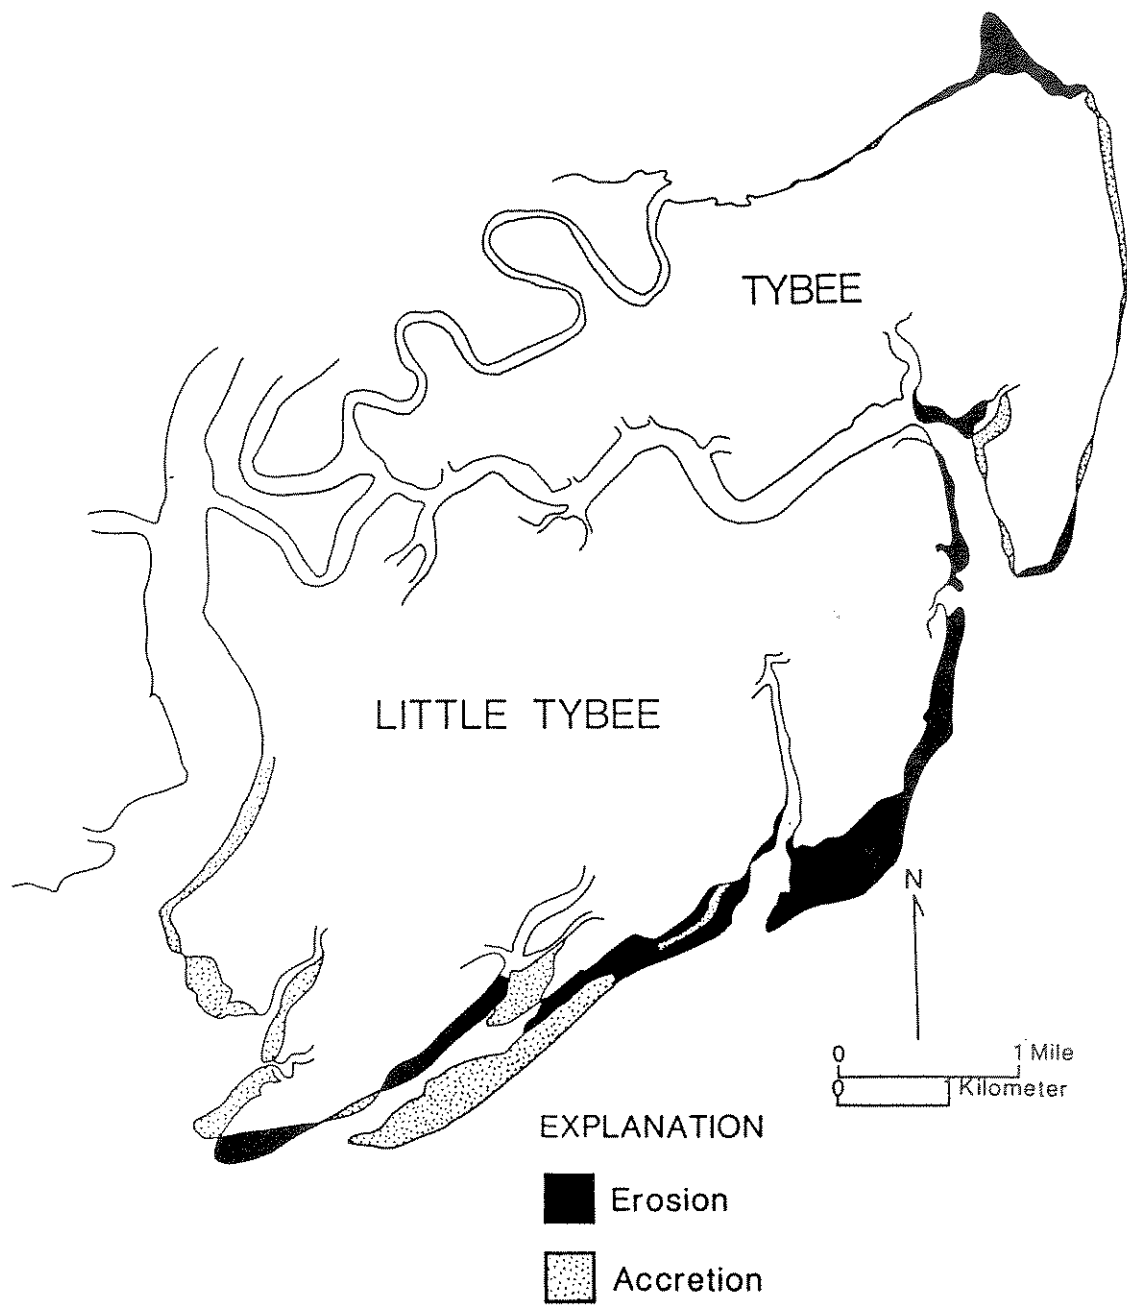 TYBEE
LITTLE TYBEE
N
0 1 Mile
0 1 Kilometer
EXPLANATION
Erosion
Accretion